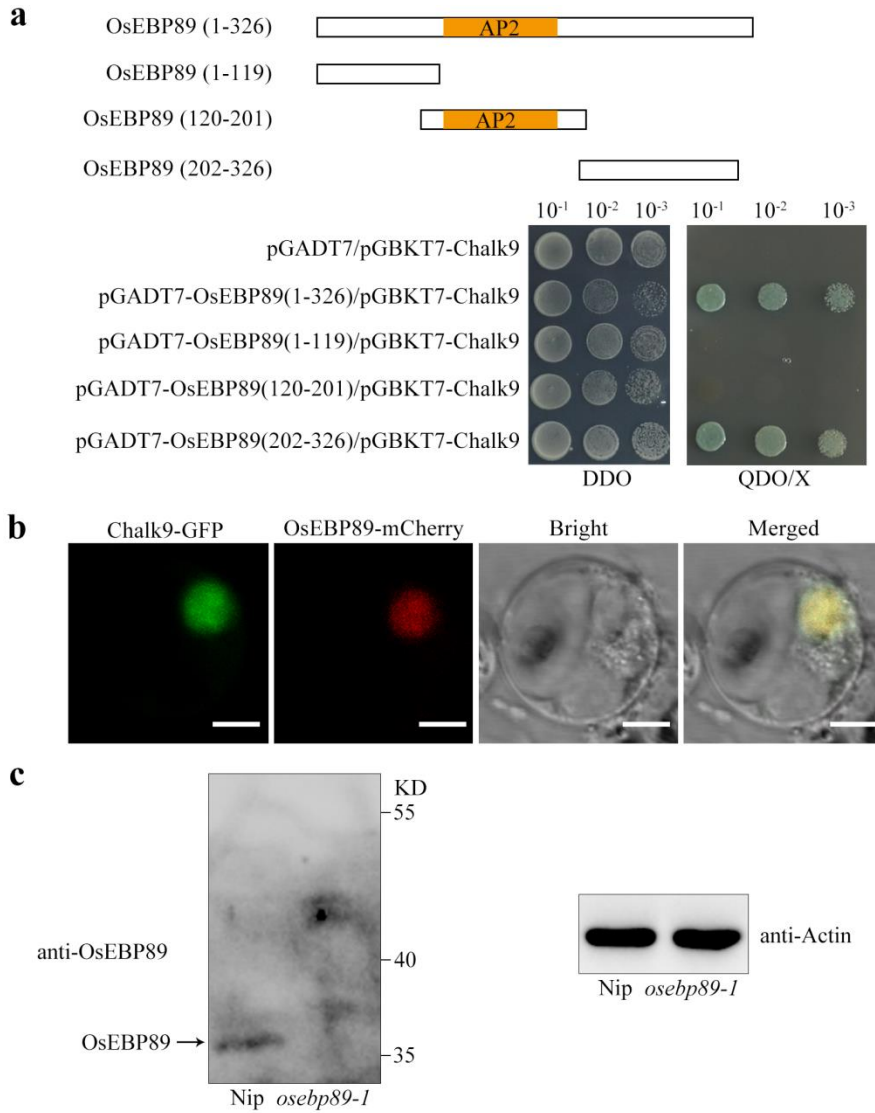 a
OsEBP89 (1-326)
AP2
OsEBP89 (1-119)
OsEBP89 (120-201)
AP2
OsEBP89 (202-326)
10-1 10-2 10-3 10-1 10-2 10-3
pGADT7/pGBKT7-Chalk9
pGADT7-OsEBP89(1-326)/pGBKT7-Chalk9
pGADT7-OsEBP89(1-119)/pGBKT7-Chalk9
pGADT7-OsEBP89(120-201)/pGBKT7-Chalk9
pGADT7-OsEBP89(202-326)/pGBKT7-Chalk9
DDO QDO/X
b
Chalk9-GFP OsEBP89-mCherry Bright Merged
c
KD
55
anti-OsEBP89
40
OsEBP89
35
Nip osebp89-1
anti-Actin
Nip osebp89-1